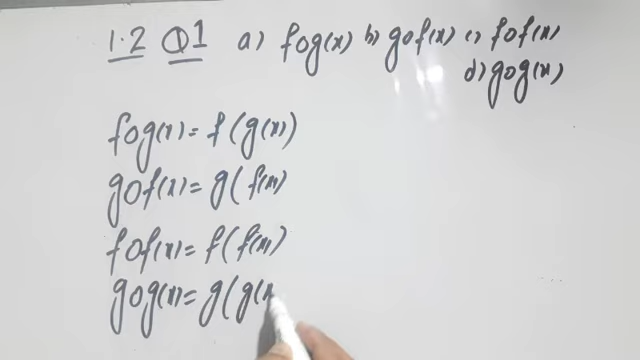 1.2 Q1 a) fog(x) b) gof(x) c) fof(x)
d) gog(x)
fog(x) = f(g(x))
gof(x) = g(f(x)
fof(x) = f(f(x)
gog(x) = g(g(x